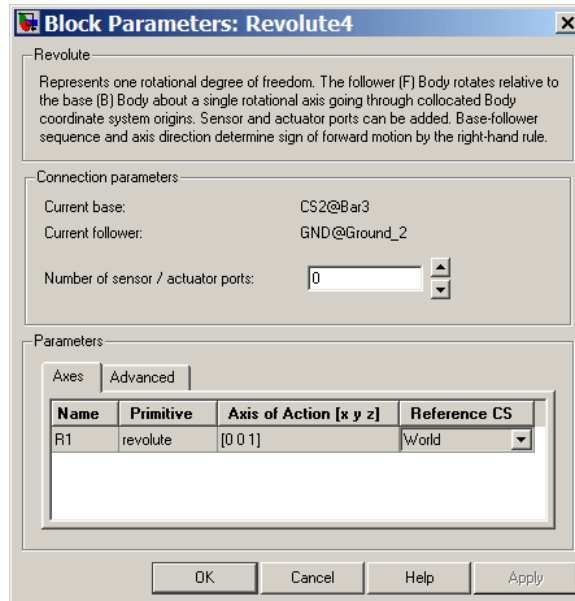 Block Parameters: Revolute4
Revolute
Represents one rotational degree of freedom. The follower (F) Body rotates relative to
the base (B) Body about a single rotational axis going through collocated Body
coordinate system origins. Sensor and actuator ports can be added. Base-follower
sequence and axis direction determine sign of forward motion by the right-hand rule.
Connection parameters
Current base: CS2@Bar3
Current follower: GND@Ground_2
Number of sensor / actuator ports: 0
Parameters
Axes Advanced
Name Primitive Axis of Action [x y z] Reference CS
R1 revolute [0 0 1] World
OK Cancel Help Apply